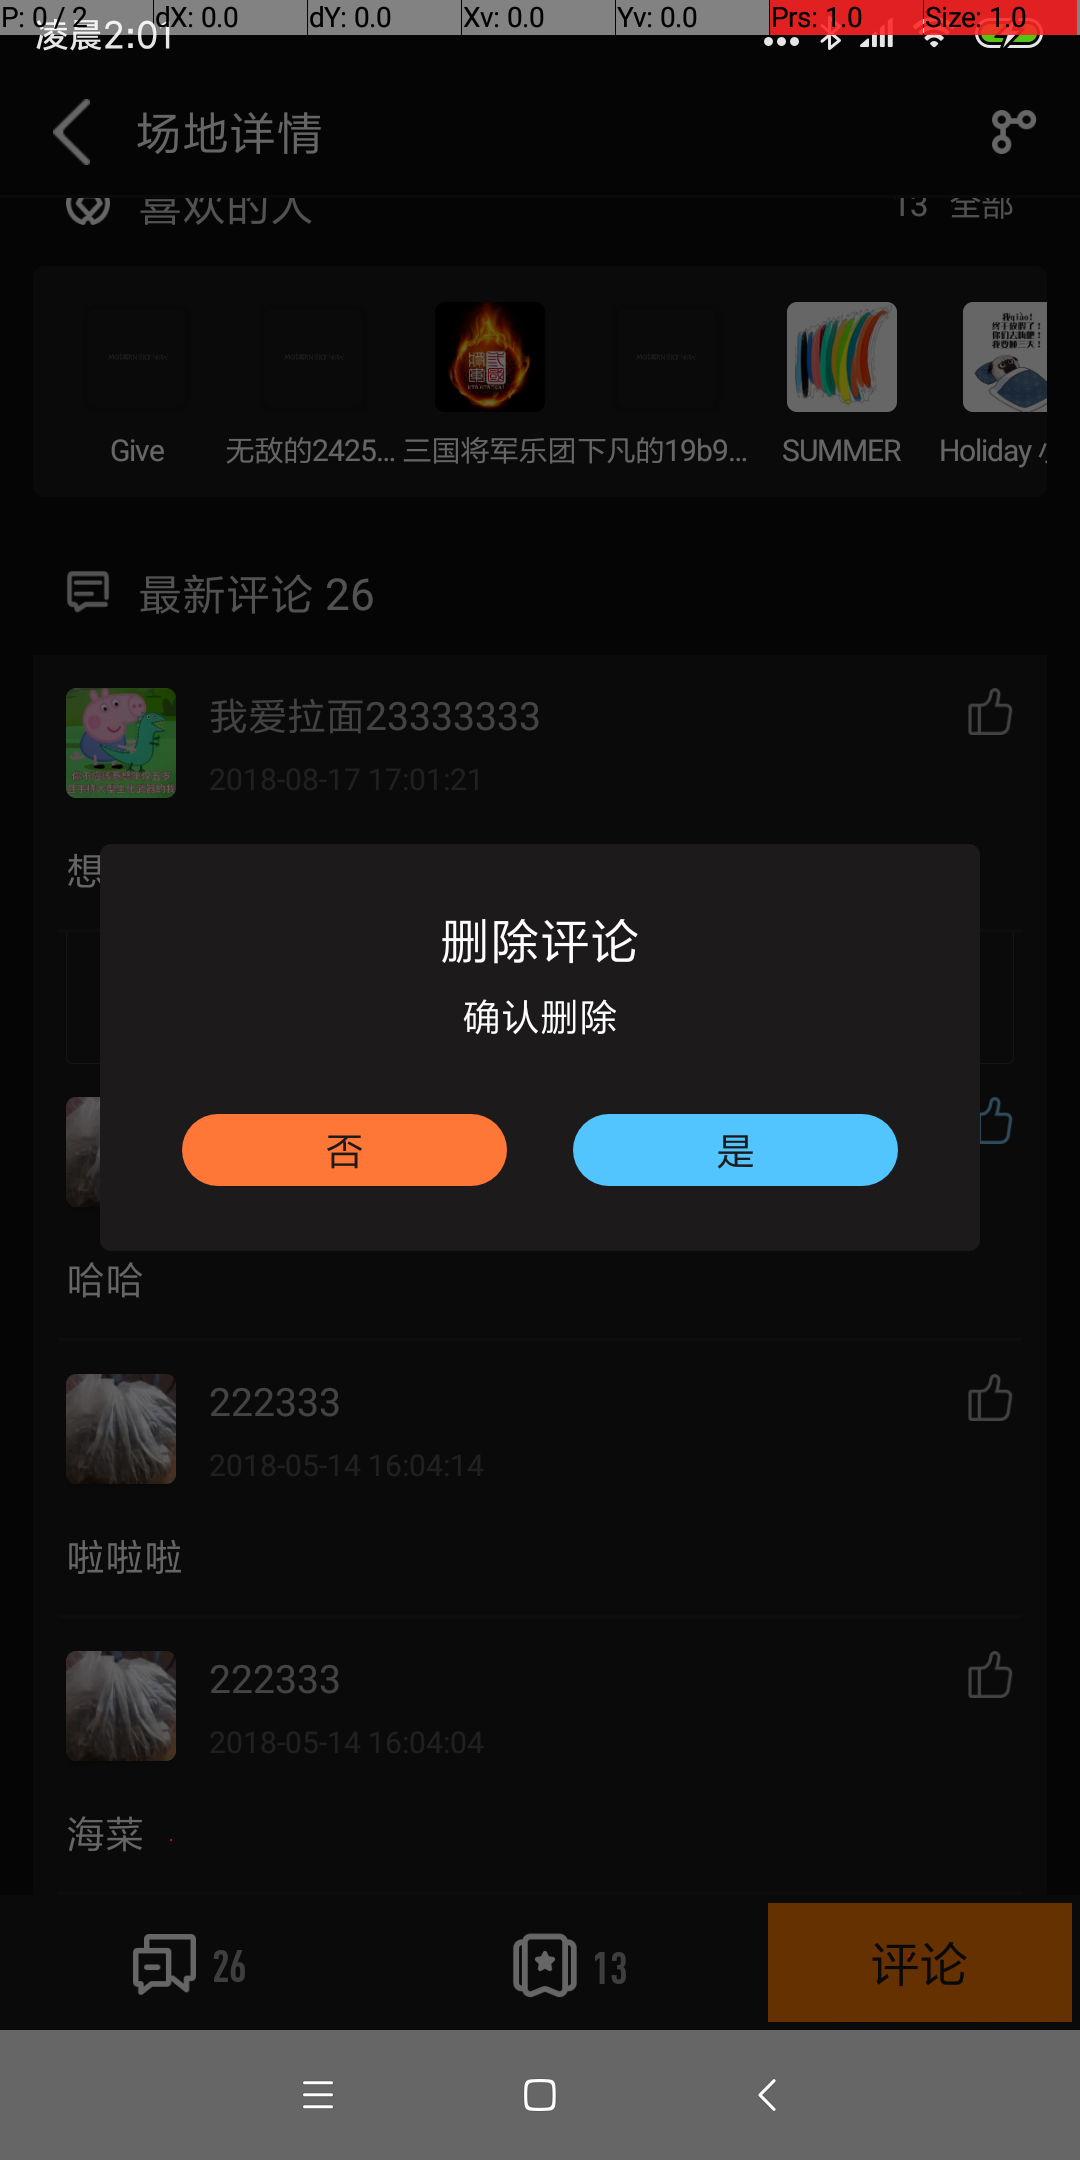 P: 0 / 2 dX: 0.0 dY: 0.0 Xv: 0.0 Yv: 0.0 Prs: 1.0 Size: 1.0
凌晨2:01
场地详情
喜欢的人 13 全部
Give 无敌的2425... 三国将军乐团 下凡的19b9... SUMMER Holiday
最新评论 26
我爱拉面23333333
2018-08-17 17:01:21
想
删除评论
确认删除
否 是
哈哈
222333
2018-05-14 16:04:14
啦啦啦
222333
2018-05-14 16:04:04
海菜
26 13 评论